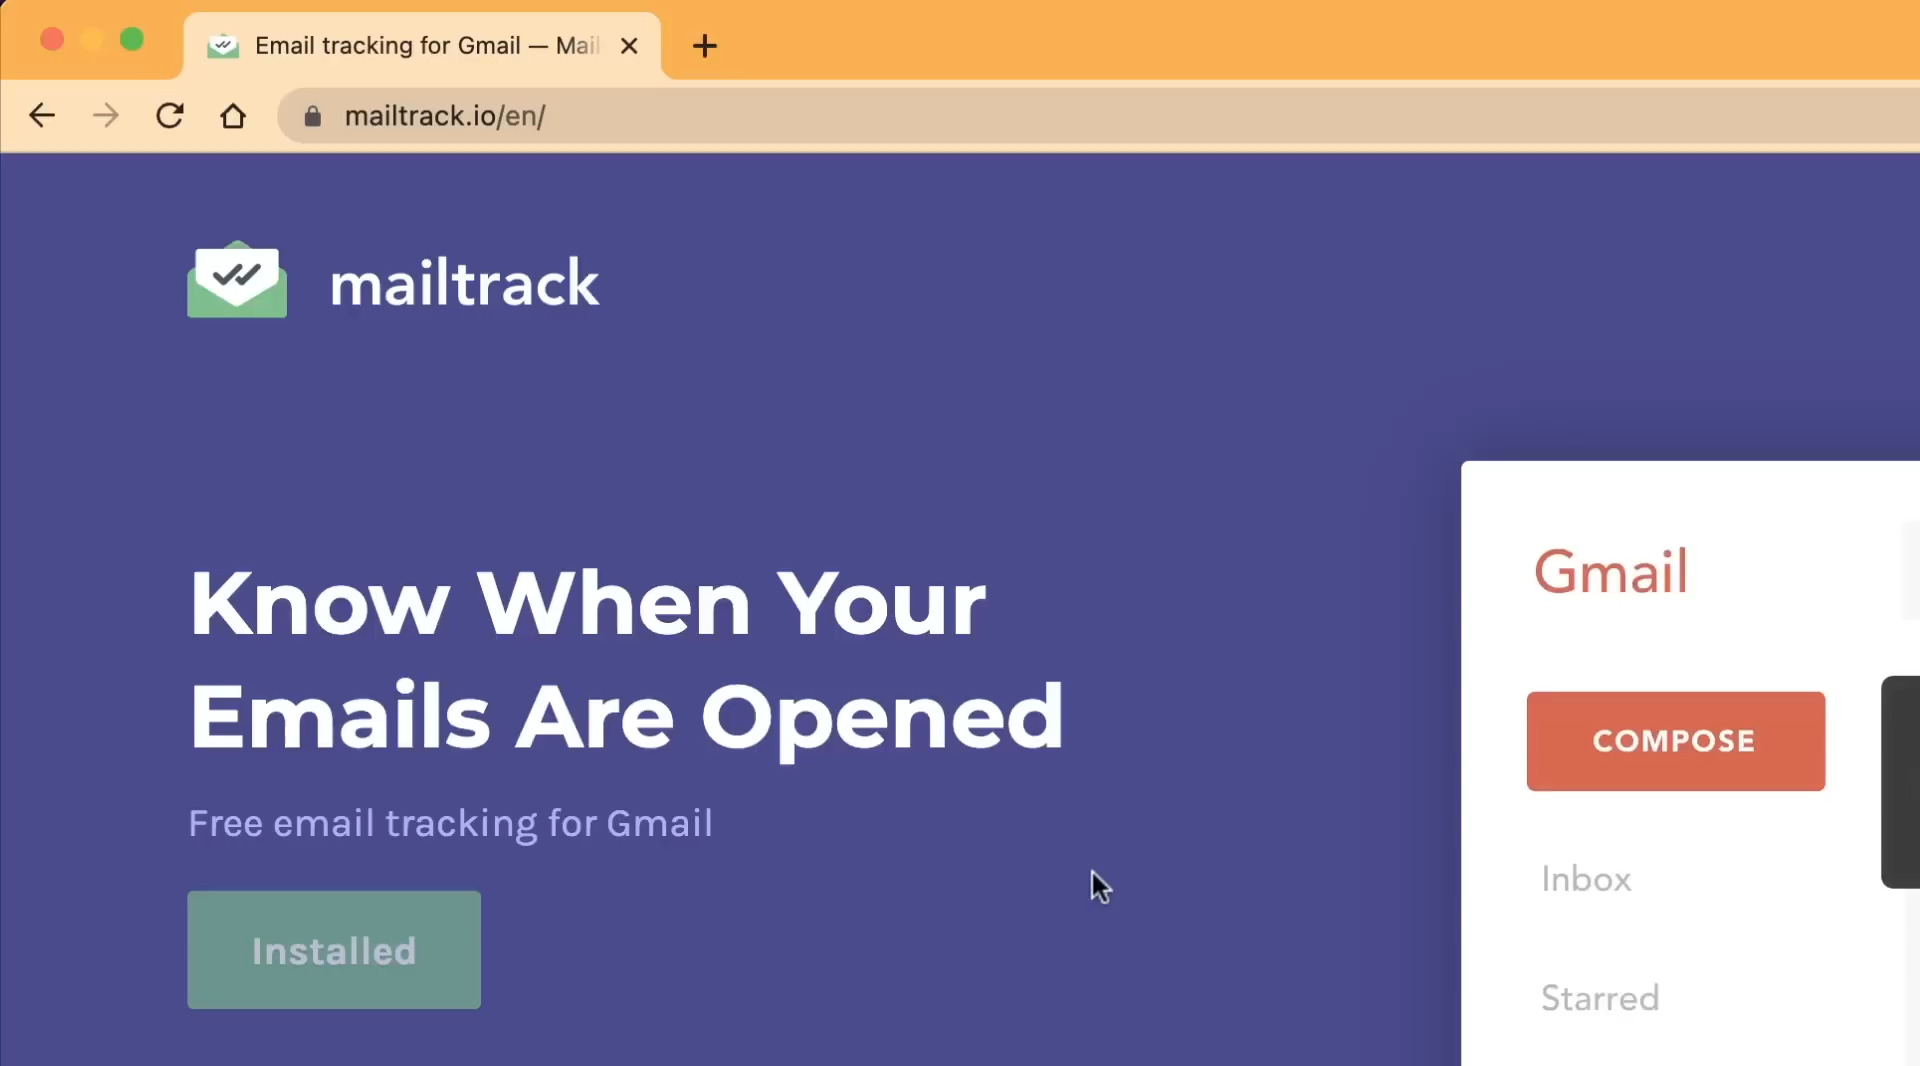 Email tracking for Gmail — Mail
mailtrack.io/en/
mailtrack
Know When Your
Emails Are Opened
Free email tracking for Gmail
Installed
Gmail
COMPOSE
Inbox
Starred